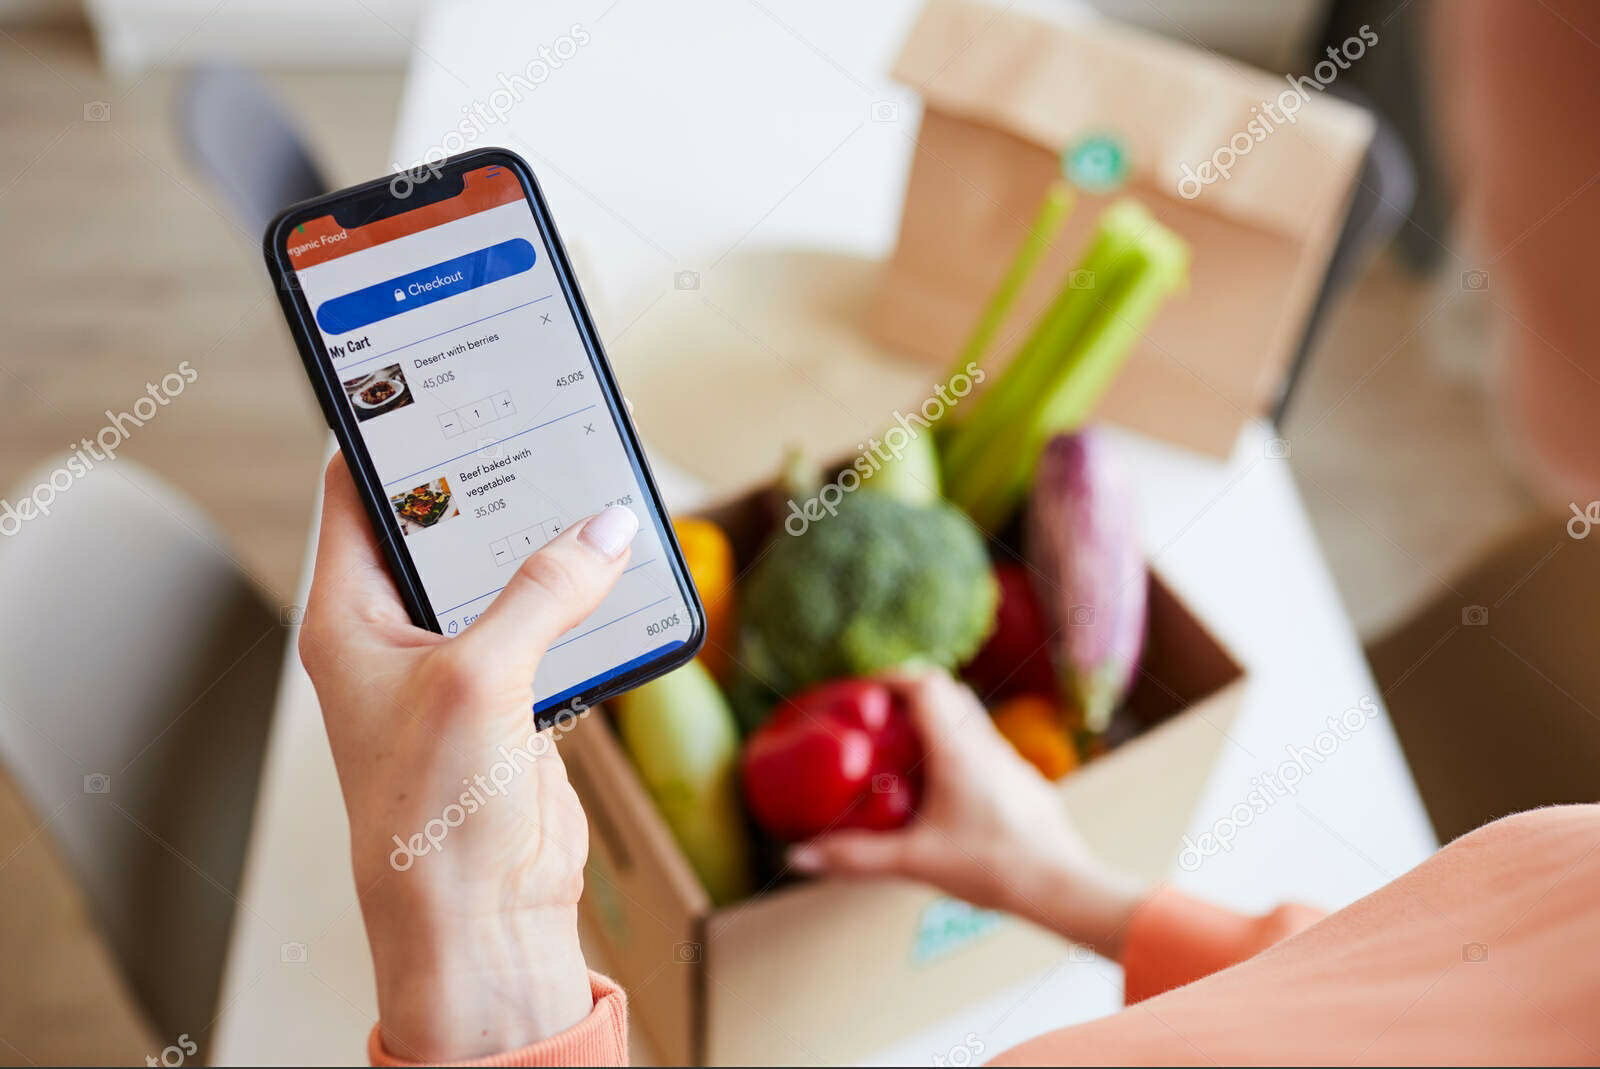 rganic Food
Checkout
My Cart
Desert with berries
45,00$
45,00$
− 1 +
Beef baked with
vegetables
35,00$
− 1 +
80,00$
depositphotos
depositphotos
depositphotos
depositphotos
depositphotos
depositphotos